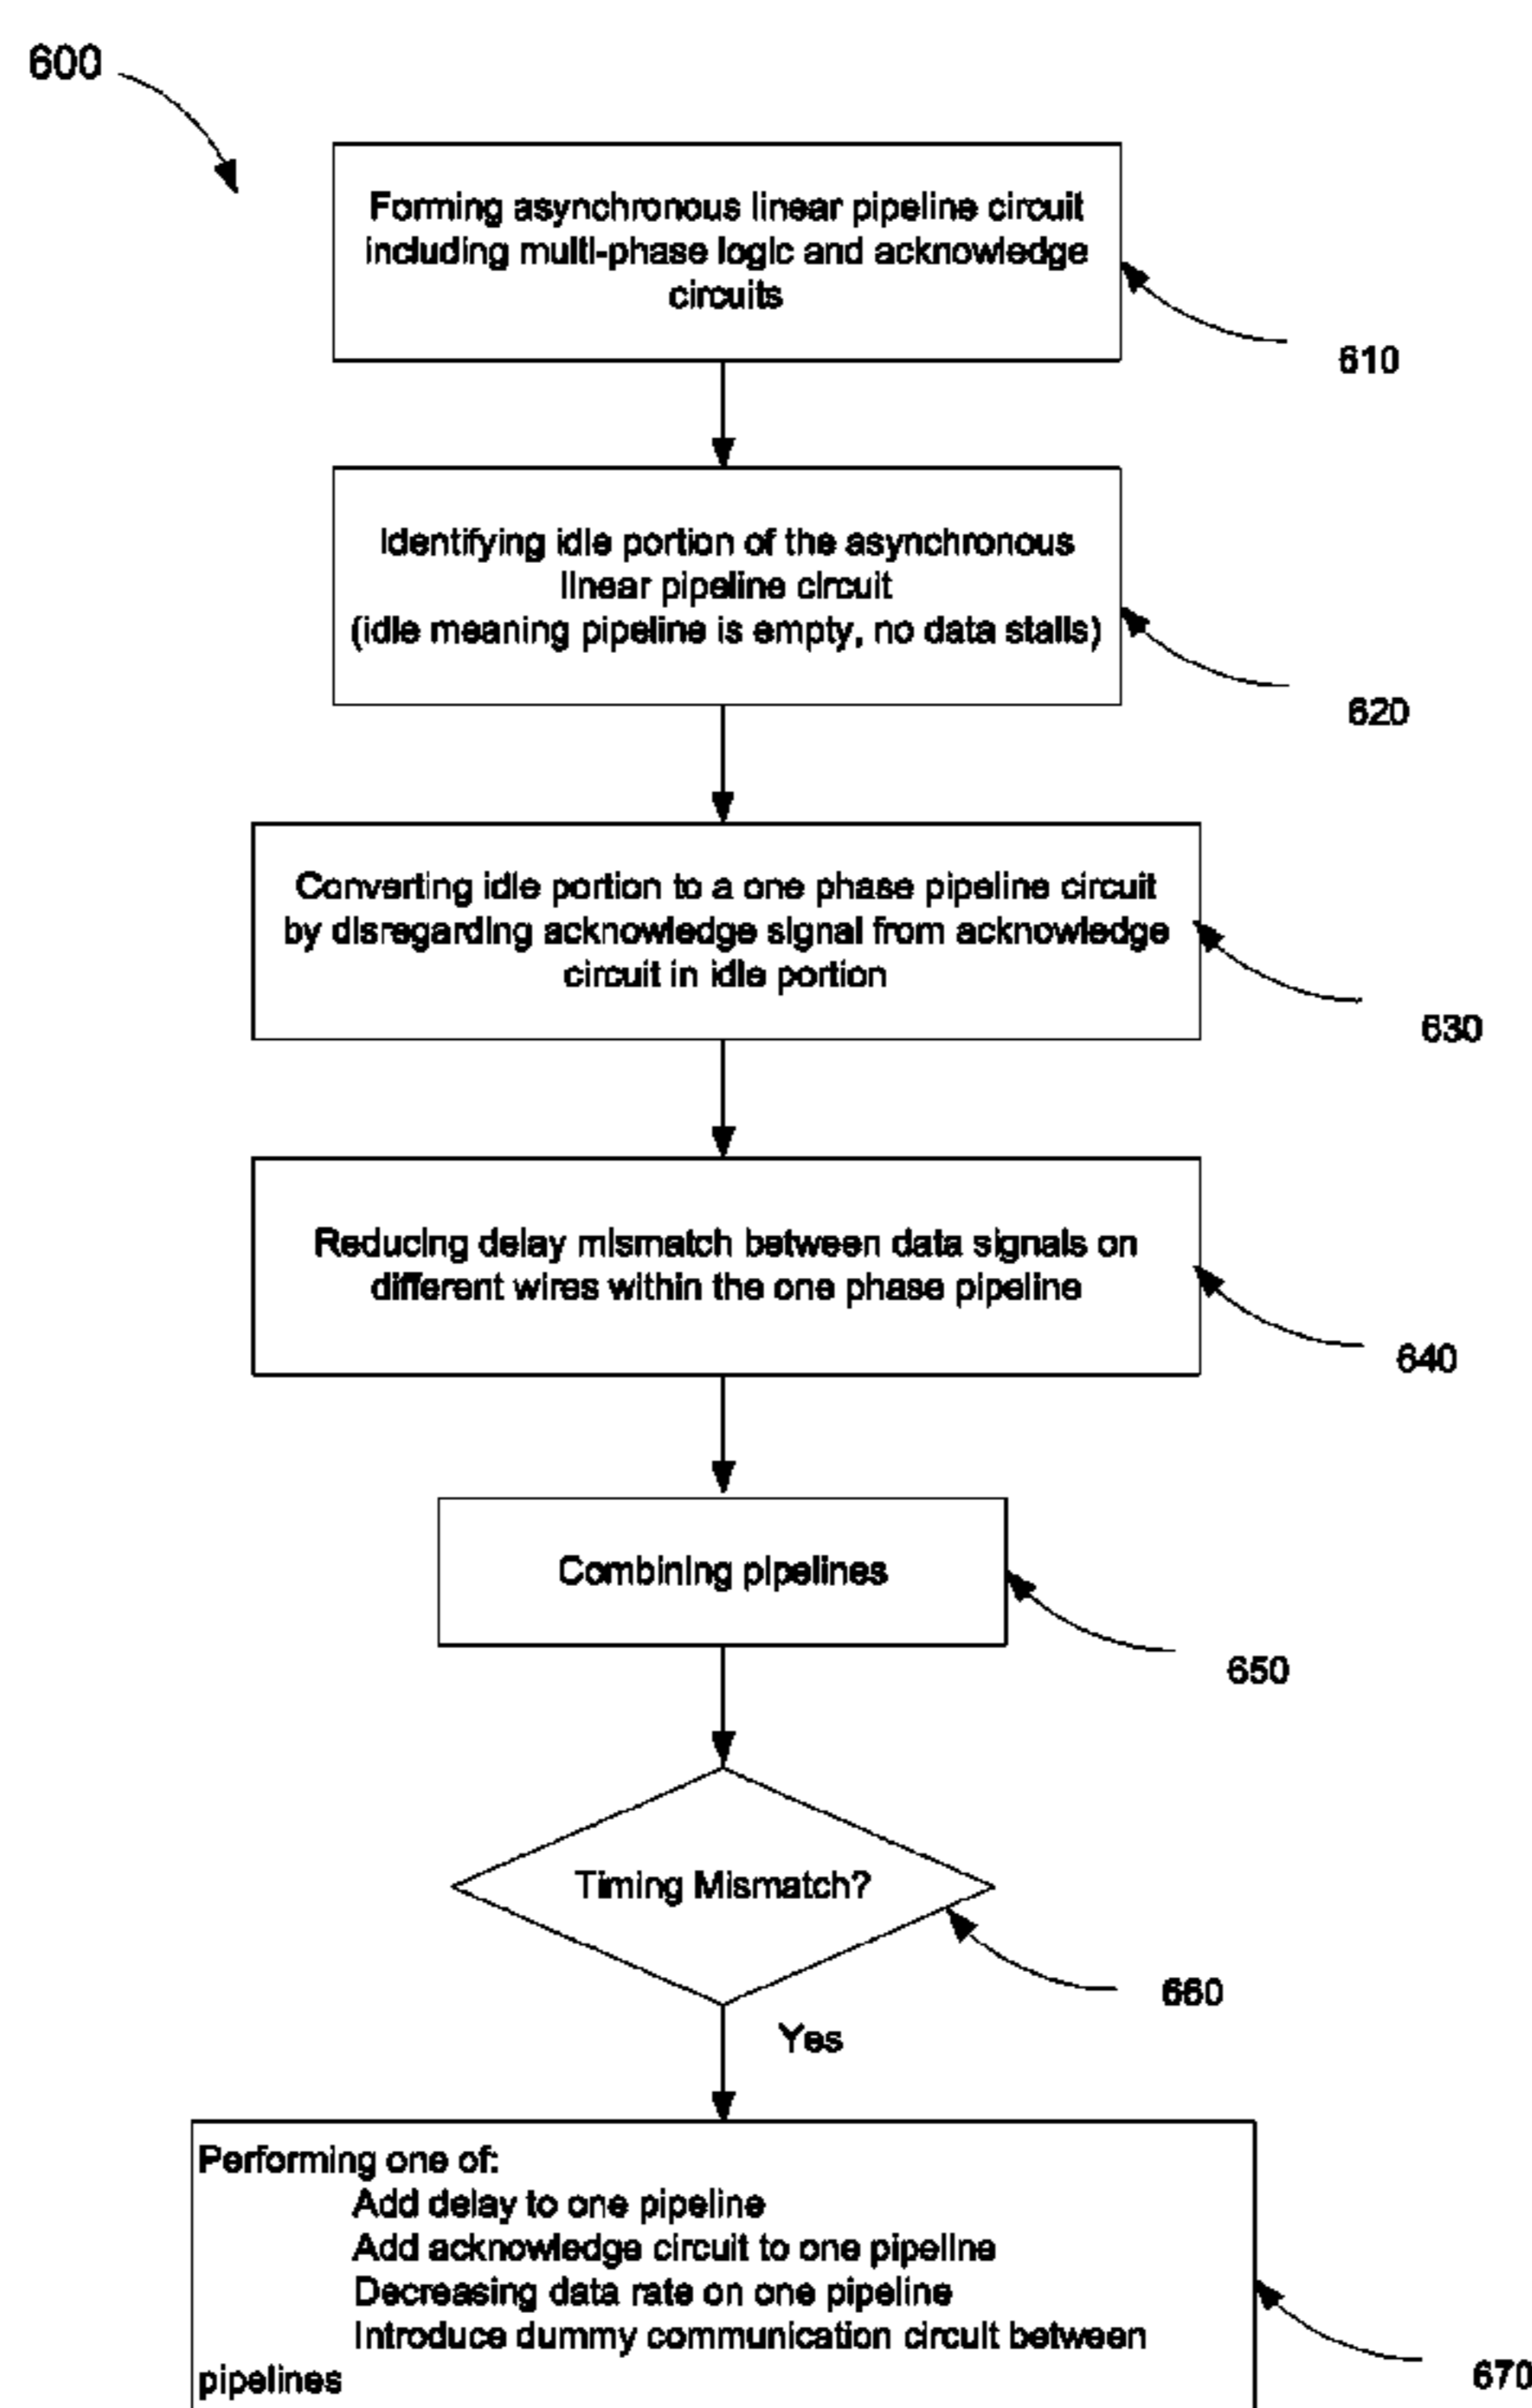 600
Forming asynchronous linear pipeline circuit
including multi-phase logic and acknowledge
circuits
610
Identifying idle portion of the asynchronous
linear pipeline circuit
(idle meaning pipeline is empty, no data stalls)
620
Converting idle portion to a one phase pipeline circuit
by disregarding acknowledge signal from acknowledge
circuit in idle portion
630
Reducing delay mismatch between data signals on
different wires within the one phase pipeline
640
Combining pipelines
650
Timing Mismatch?
660
Yes
Performing one of:
Add delay to one pipeline
Add acknowledge circuit to one pipeline
Decreasing data rate on one pipeline
Introduce dummy communication circuit between
pipelines
670